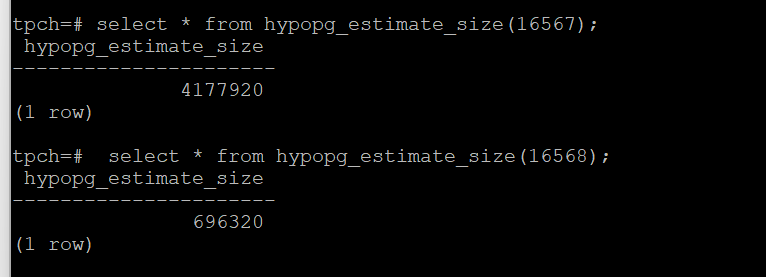 tpch=# select * from hypopg_estimate_size(16567);
 hypopg_estimate_size
----------------------
              4177920
(1 row)

tpch=#  select * from hypopg_estimate_size(16568);
 hypopg_estimate_size
----------------------
               696320
(1 row)